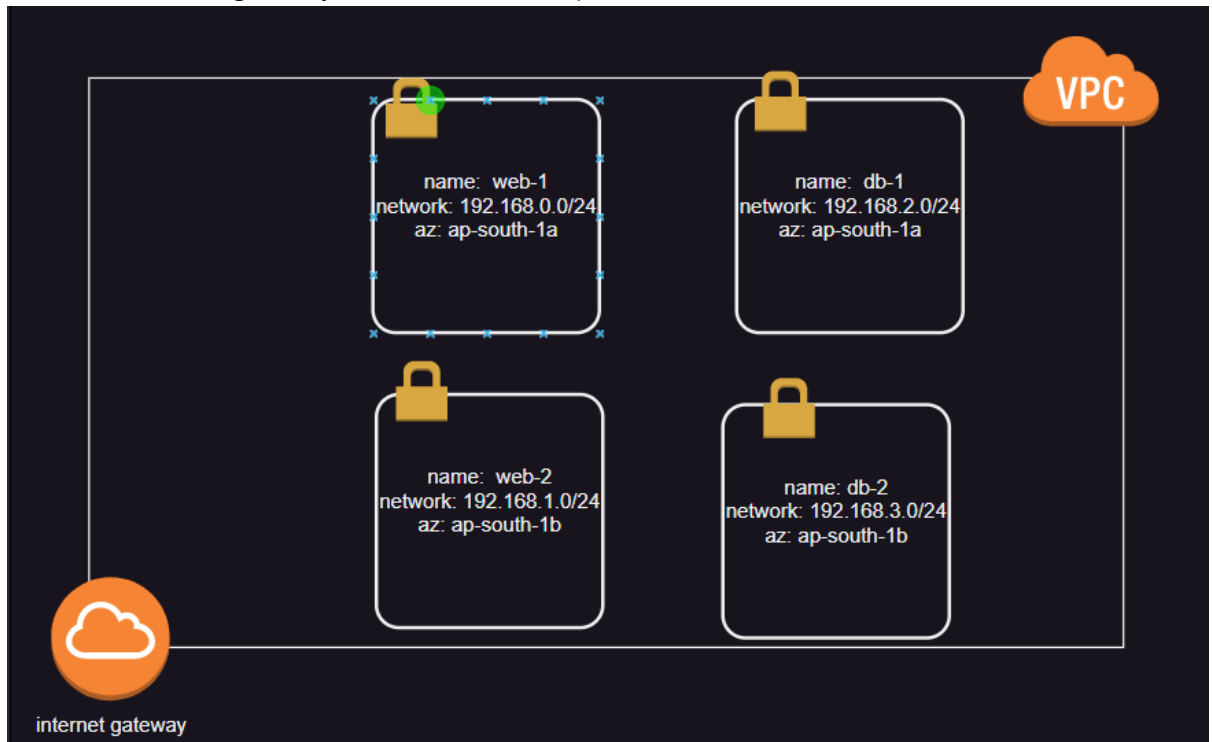 VPC
name: web-1
network: 192.168.0.0/24
az: ap-south-1a
name: db-1
network: 192.168.2.0/24
az: ap-south-1a
name: web-2
network: 192.168.1.0/24
az: ap-south-1b
name: db-2
network: 192.168.3.0/24
az: ap-south-1b
internet gateway